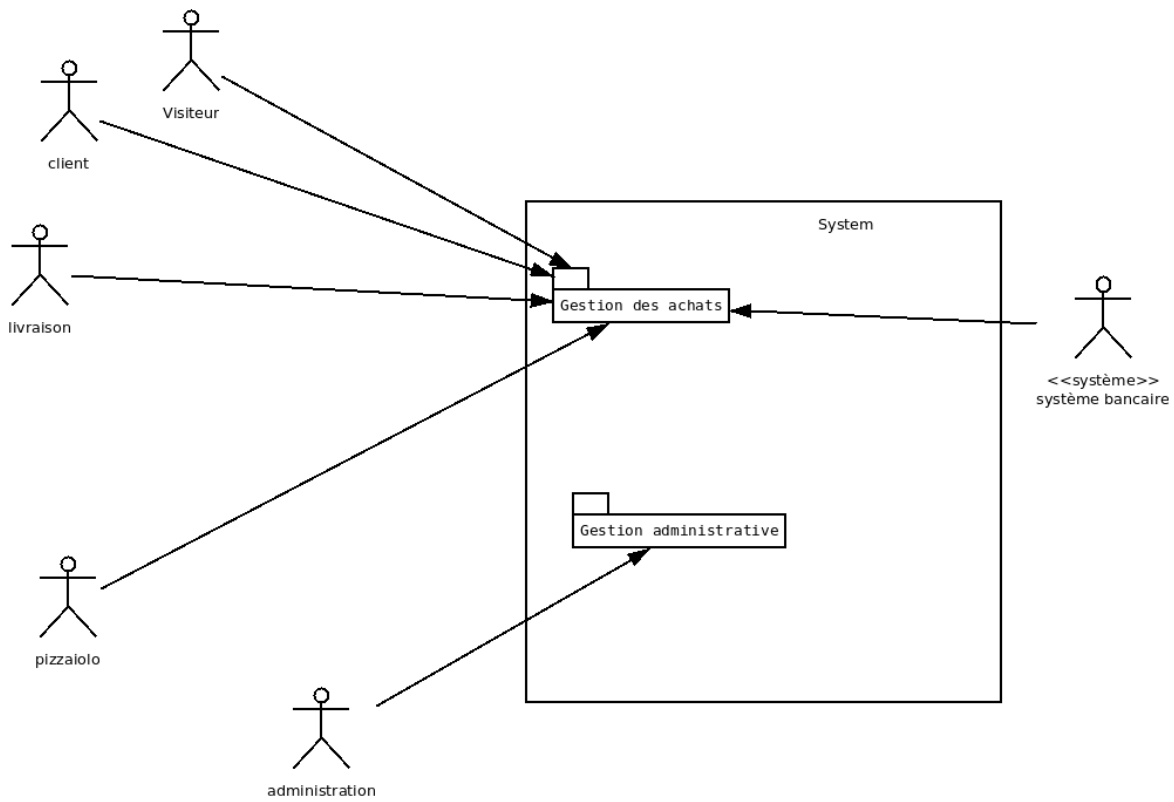 Visiteur
client
System
livraison
Gestion des achats
<<système>>
système bancaire
Gestion administrative
pizzaiolo
administration